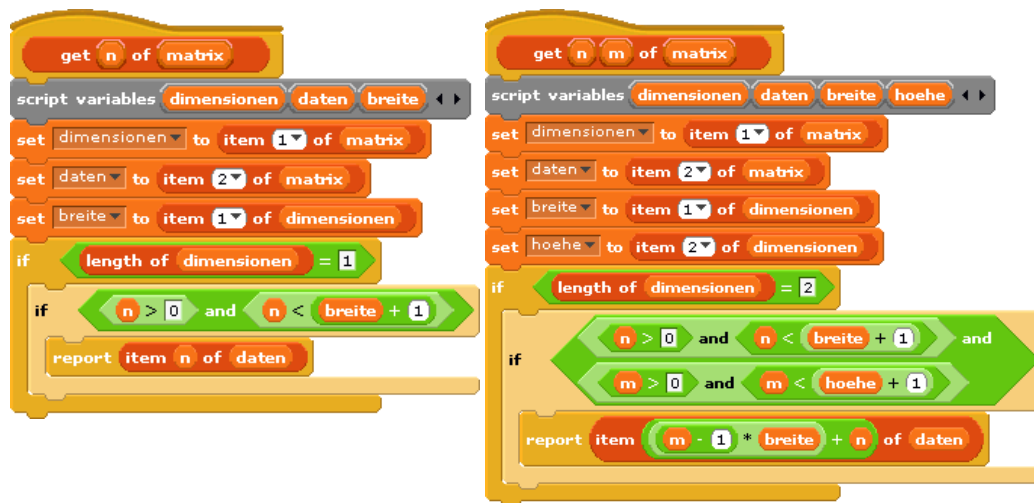 get n of matrix
script variables dimensionen daten breite
set dimensionen to item 1 of matrix
set daten to item 2 of matrix
set breite to item 1 of dimensionen
if length of dimensionen = 1
if n > 0 and n < breite + 1
report item n of daten
get n m of matrix
script variables dimensionen daten breite hoehe
set dimensionen to item 1 of matrix
set daten to item 2 of matrix
set breite to item 1 of dimensionen
set hoehe to item 2 of dimensionen
if length of dimensionen = 2
n > 0 and n < breite + 1 and
if
m > 0 and m < hoehe + 1
report item m - 1 * breite + n of daten